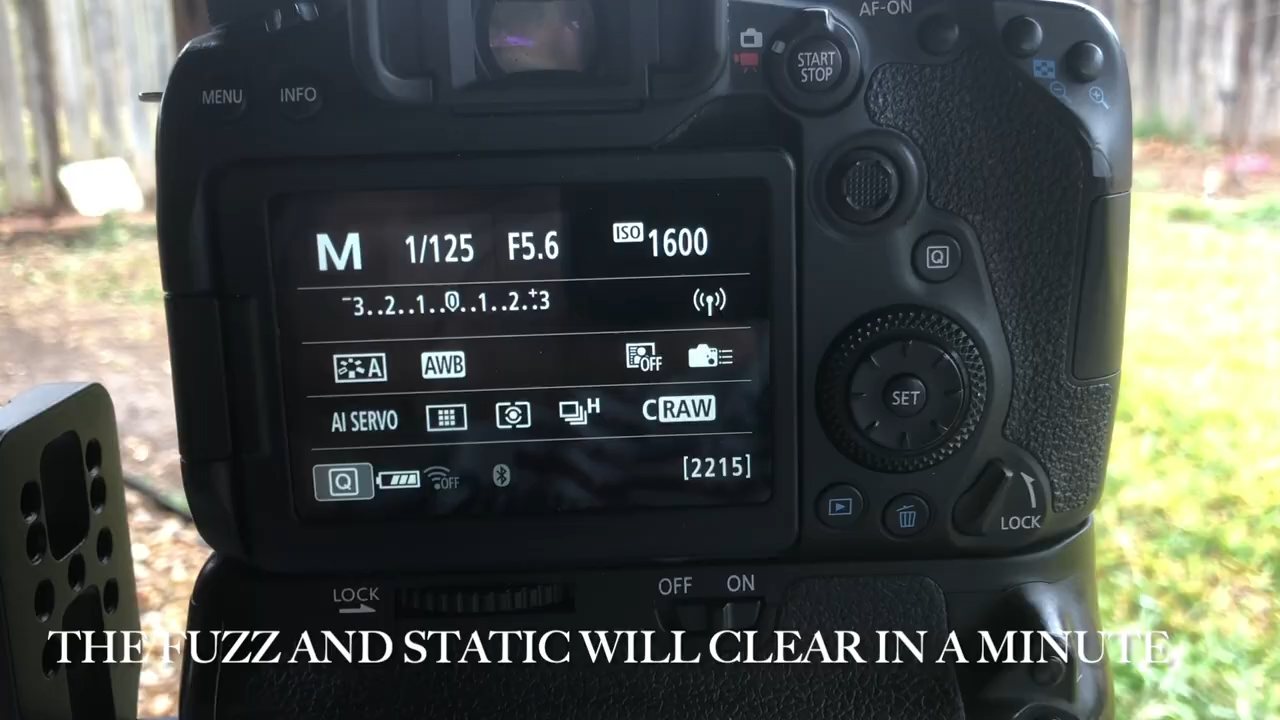 AF-ON
MENU
INFO
START
STOP
M 1/125 F5.6 ISO 1600
-3..2..1..0..1..2.+3
A AWB OFF
AI SERVO H CRAW
Q OFF [2215]
Q
SET
LOCK
LOCK
OFF ON
THE FUZZ AND STATIC WILL CLEAR IN A MINUTE